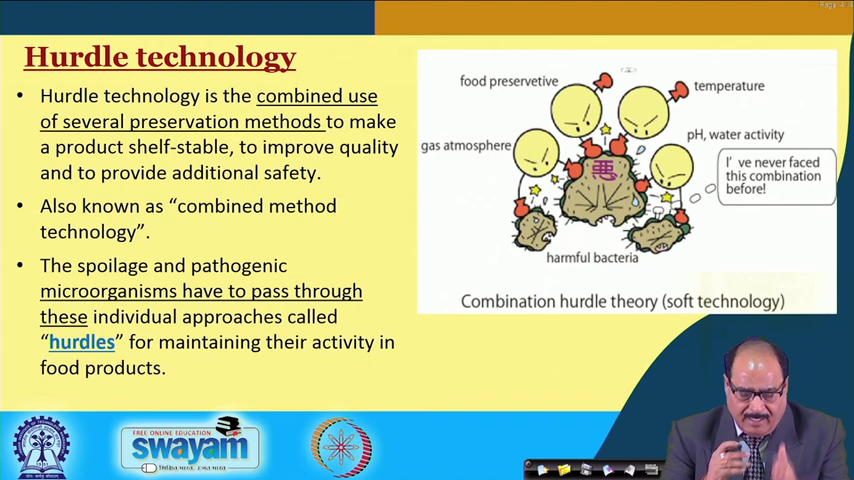 Hurdle technology
• Hurdle technology is the combined use
of several preservation methods to make
a product shelf-stable, to improve quality
and to provide additional safety.
• Also known as “combined method
technology”.
• The spoilage and pathogenic
microorganisms have to pass through
these individual approaches called
“hurdles” for maintaining their activity in
food products.
food preservetive
temperature
gas atmosphere
pH, water activity
I' ve never faced
this combination
before!
悪
harmful bacteria
Combination hurdle theory (soft technology)
FREE ONLINE EDUCATION
swayam